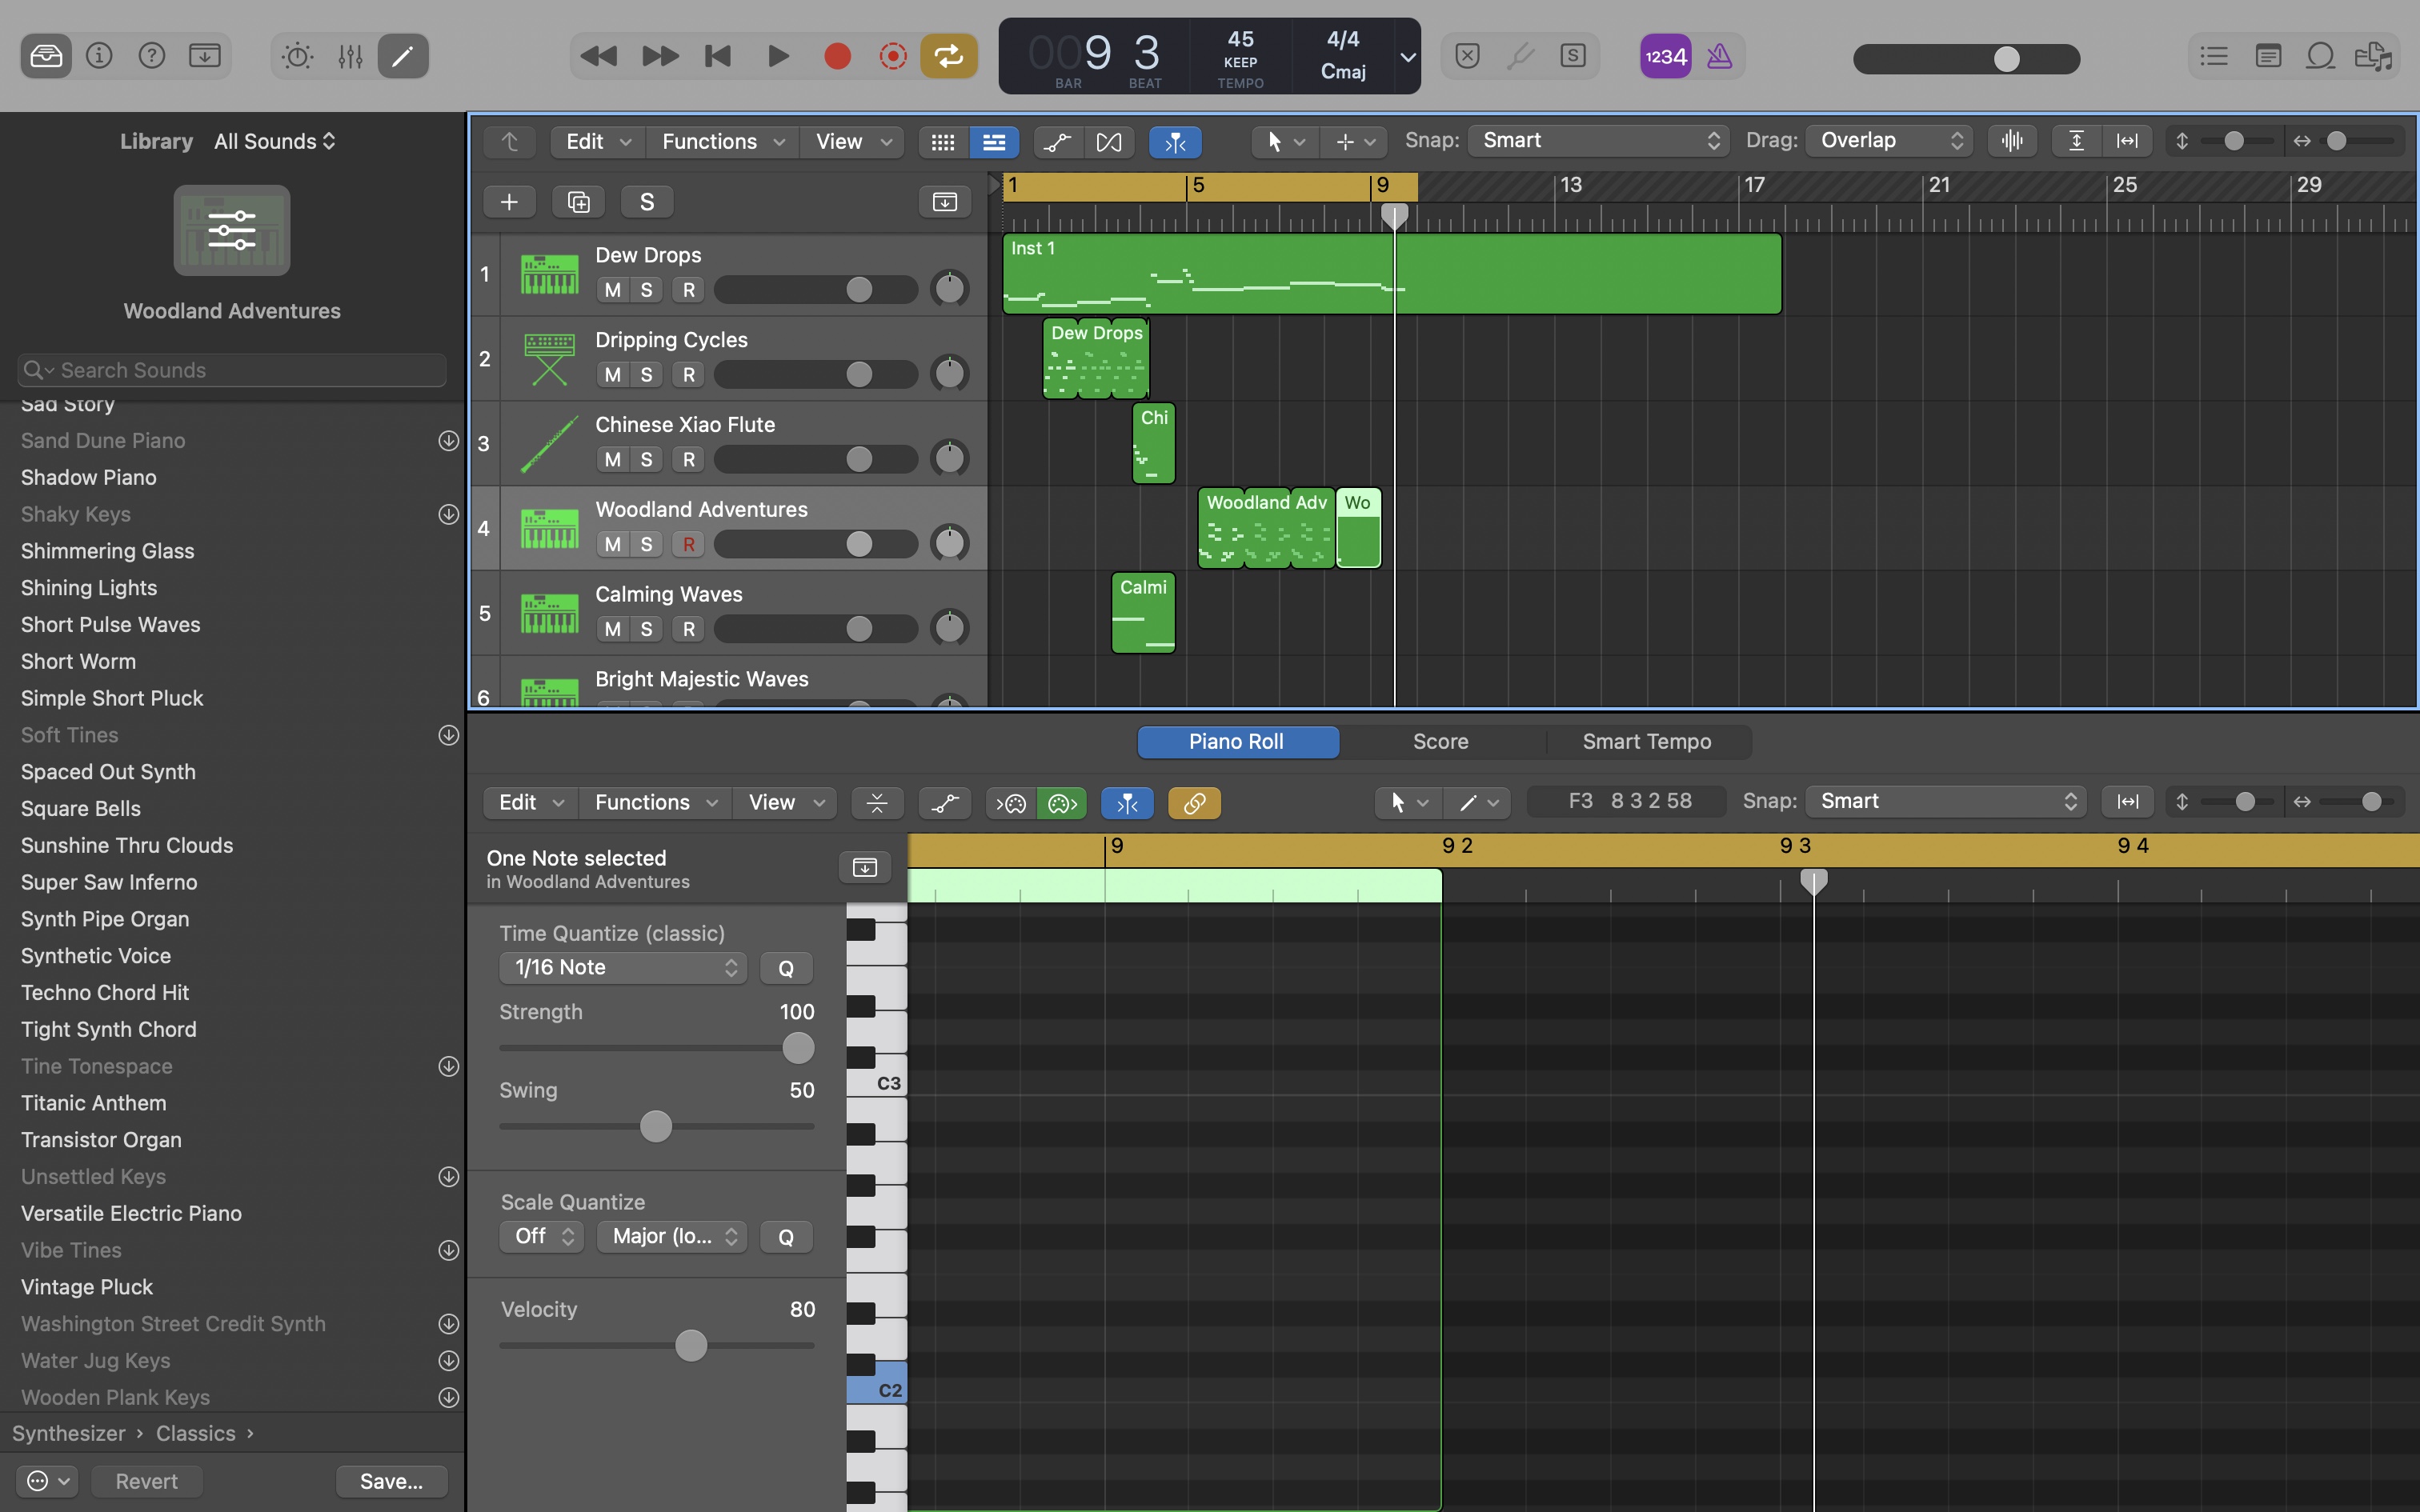 009 3
BAR BEAT
45
KEEP
TEMPO
4/4
Cmaj
S
1234
Library All Sounds
Woodland Adventures
Search Sounds
Sad Story
Sand Dune Piano
Shadow Piano
Shaky Keys
Shimmering Glass
Shining Lights
Short Pulse Waves
Short Worm
Simple Short Pluck
Soft Tines
Spaced Out Synth
Square Bells
Sunshine Thru Clouds
Super Saw Inferno
Synth Pipe Organ
Synthetic Voice
Techno Chord Hit
Tight Synth Chord
Tine Tonespace
Titanic Anthem
Transistor Organ
Unsettled Keys
Versatile Electric Piano
Vibe Tines
Vintage Pluck
Washington Street Credit Synth
Water Jug Keys
Wooden Plank Keys
Synthesizer › Classics ›
Revert Save...
Edit Functions View Snap: Smart Drag: Overlap
S
1 5 9 13 17 21 25 29
1 Dew Drops
M S R
Inst 1
2 Dripping Cycles
M S R
Dew Drops
3 Chinese Xiao Flute
M S R
Chi
4 Woodland Adventures
M S R
Woodland Adv Wo
5 Calming Waves
M S R
Calmi
6 Bright Majestic Waves
Piano Roll Score Smart Tempo
Edit Functions View F3 8 3 2 58 Snap: Smart
9 9 2 9 3 9 4
One Note selected
in Woodland Adventures
Time Quantize (classic)
1/16 Note Q
Strength 100
Swing 50
Scale Quantize
Off Major (lo... Q
Velocity 80
C3
C2